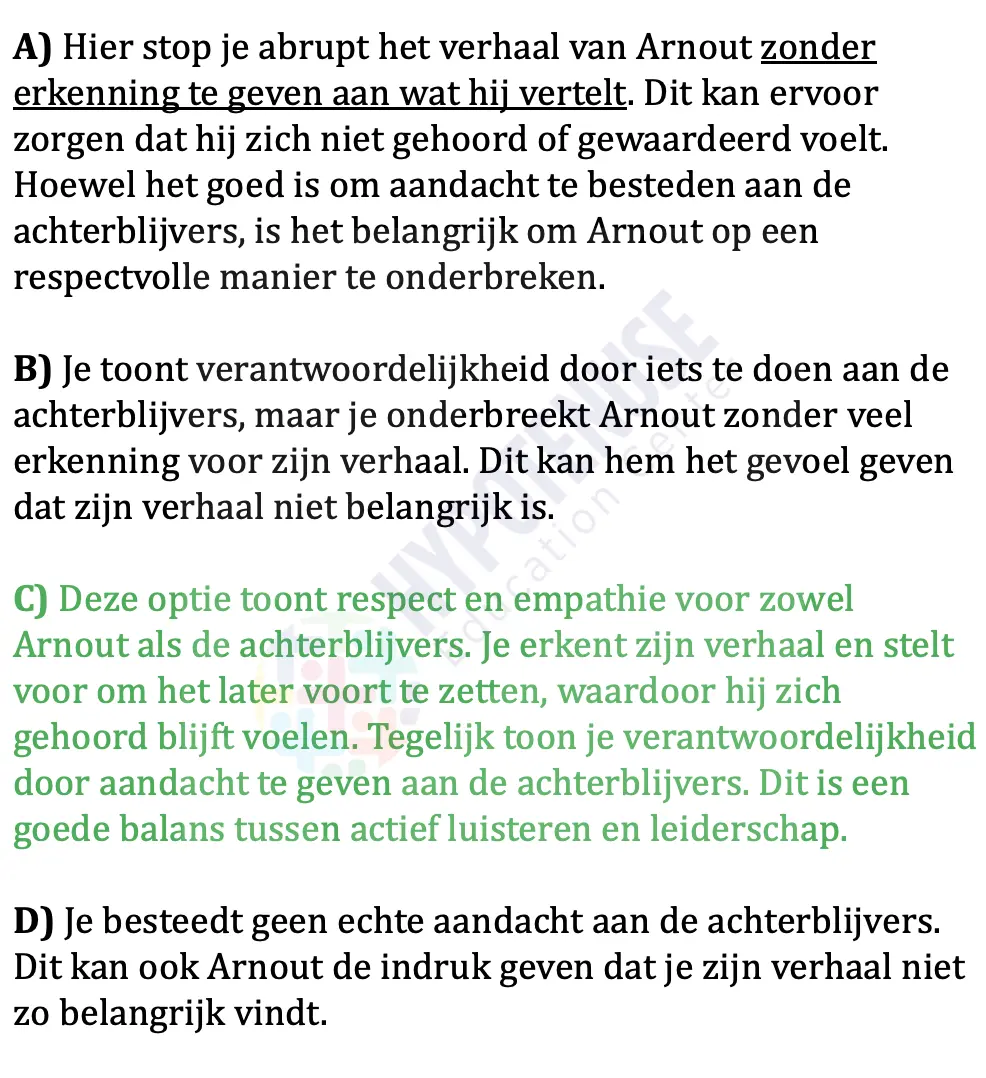 A) Hier stop je abrupt het verhaal van Arnout zonder
erkenning te geven aan wat hij vertelt. Dit kan ervoor
zorgen dat hij zich niet gehoord of gewaardeerd voelt.
Hoewel het goed is om aandacht te besteden aan de
achterblijvers, is het belangrijk om Arnout op een
respectvolle manier te onderbreken.
B) Je toont verantwoordelijkheid door iets te doen aan de
achterblijvers, maar je onderbreekt Arnout zonder veel
erkenning voor zijn verhaal. Dit kan hem het gevoel geven
dat zijn verhaal niet belangrijk is.
C) Deze optie toont respect en empathie voor zowel
Arnout als de achterblijvers. Je erkent zijn verhaal en stelt
voor om het later voort te zetten, waardoor hij zich
gehoord blijft voelen. Tegelijk toon je verantwoordelijkheid
door aandacht te geven aan de achterblijvers. Dit is een
goede balans tussen actief luisteren en leiderschap.
D) Je besteedt geen echte aandacht aan de achterblijvers.
Dit kan ook Arnout de indruk geven dat je zijn verhaal niet
zo belangrijk vindt.
HYPOTENUSE
Education Center